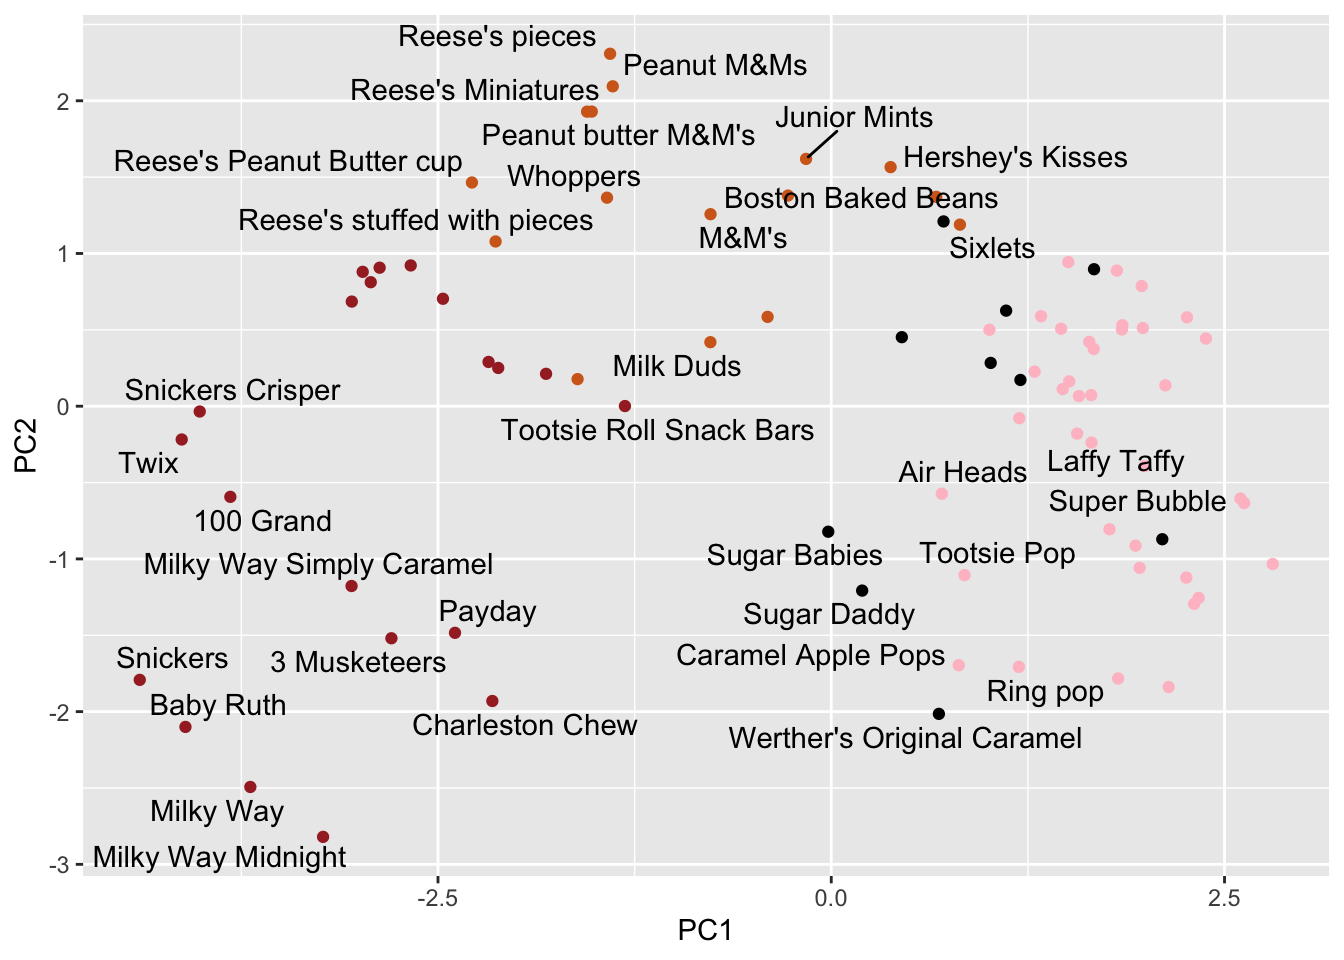 Reese's pieces
Peanut M&Ms
Reese's Miniatures
Junior Mints
Peanut butter M&M's
Reese's Peanut Butter cup
Hershey's Kisses
Whoppers
Boston Baked Beans
Reese's stuffed with pieces
M&M's
Sixlets
Milk Duds
Snickers Crisper
Tootsie Roll Snack Bars
Twix
Laffy Taffy
Air Heads
Super Bubble
100 Grand
Sugar Babies
Tootsie Pop
Milky Way Simply Caramel
Payday
Sugar Daddy
Snickers
3 Musketeers
Caramel Apple Pops
Ring pop
Baby Ruth
Charleston Chew
Werther's Original Caramel
Milky Way
Milky Way Midnight
2
1
0
-1
-2
-3
PC2
-2.5
0.0
2.5
PC1